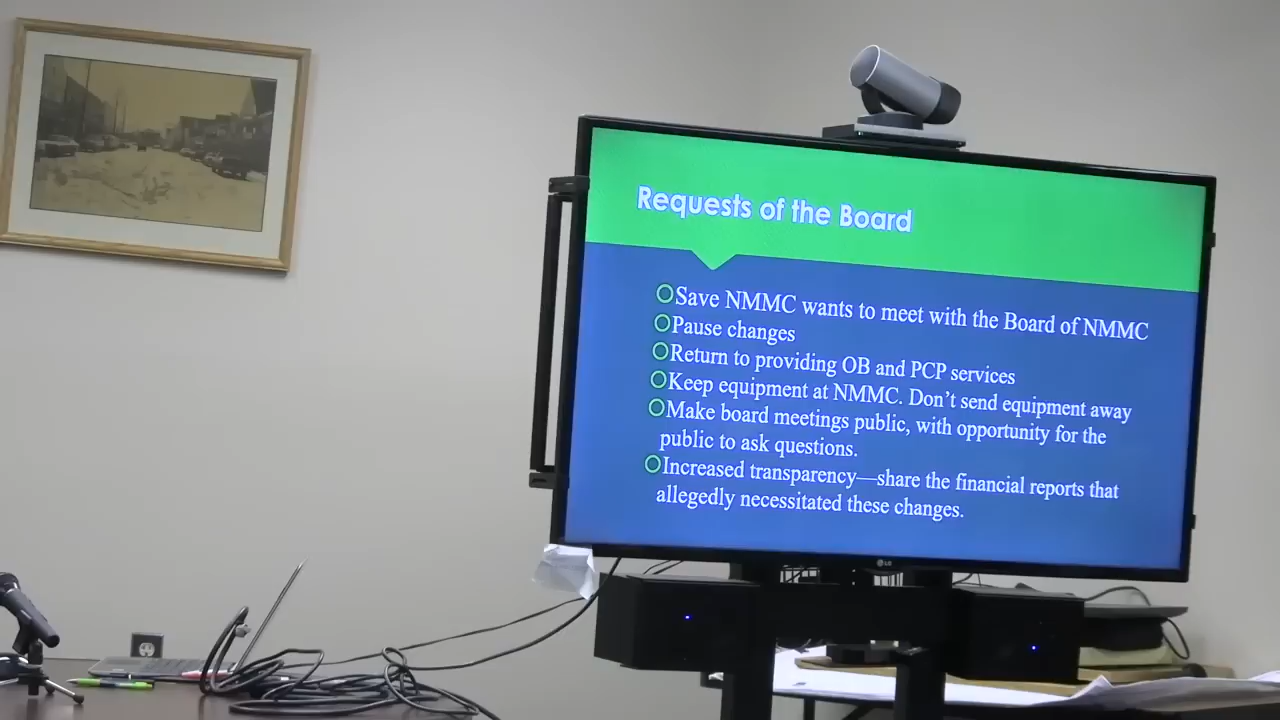 Requests of the Board
Save NMMC wants to meet with the Board of NMMC
Pause changes
Return to providing OB and PCP services
Keep equipment at NMMC. Don't send equipment away
Make board meetings public, with opportunity for the
public to ask questions.
Increased transparency—share the financial reports that
allegedly necessitated these changes.
LG